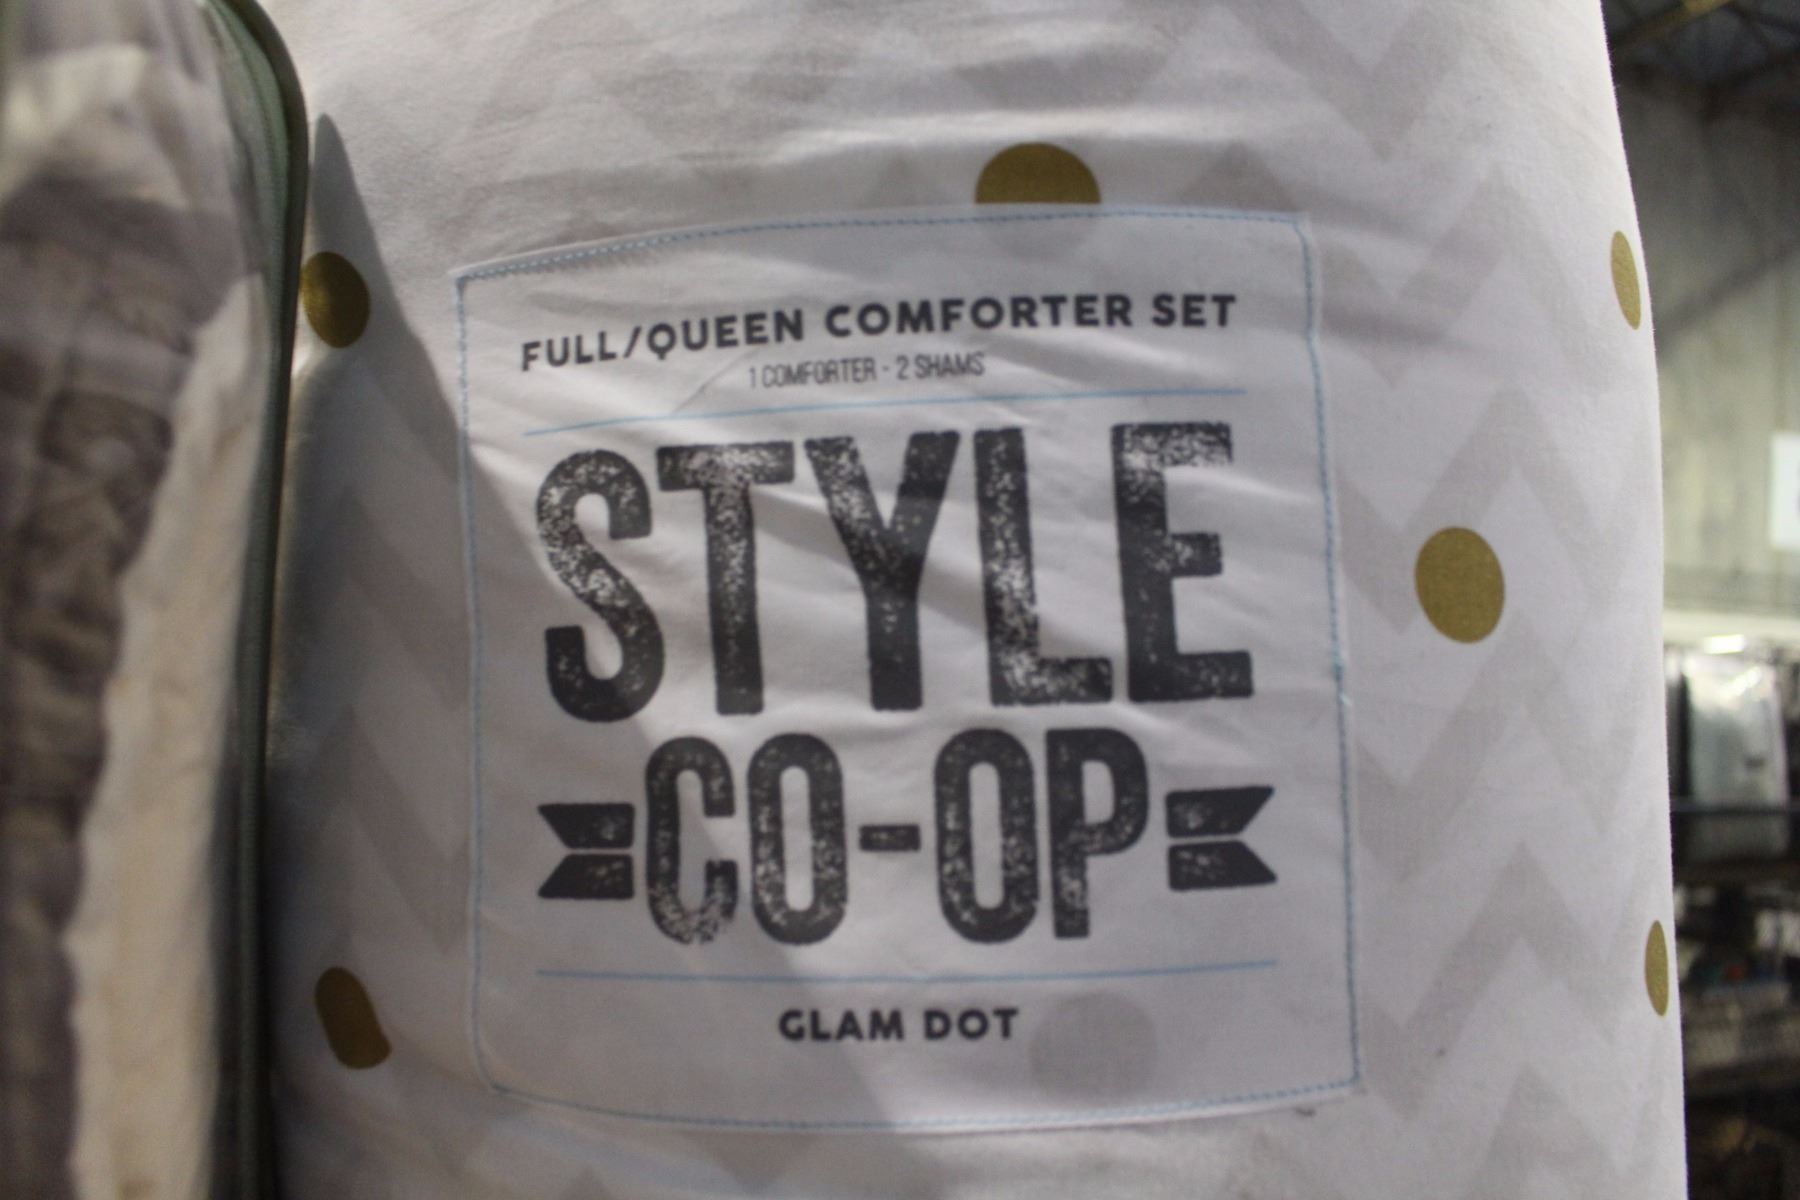 FULL/QUEEN COMFORTER SET
1 COMFORTER - 2 SHAMS
STYLE
CO-OP
GLAM DOT